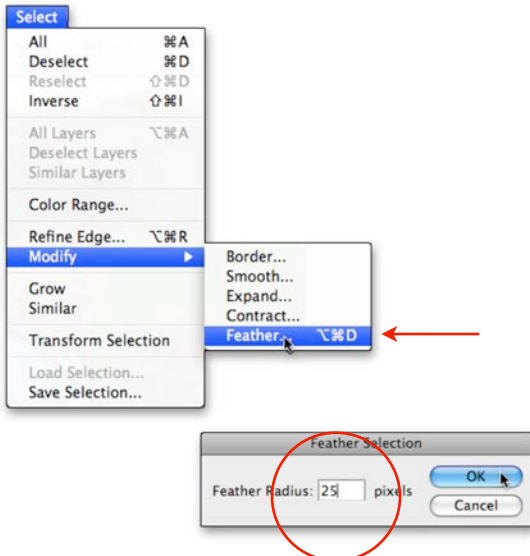 Select
All ⌘A
Deselect ⌘D
Reselect ⇧⌘D
Inverse ⇧⌘I
All Layers ⌥⌘A
Deselect Layers
Similar Layers
Color Range...
Refine Edge... ⌥⌘R
Modify
Border...
Smooth...
Expand...
Contract...
Feather... ⌥⌘D
Grow
Similar
Transform Selection
Load Selection...
Save Selection...
Feather Selection
Feather Radius: 25 pixels
OK
Cancel